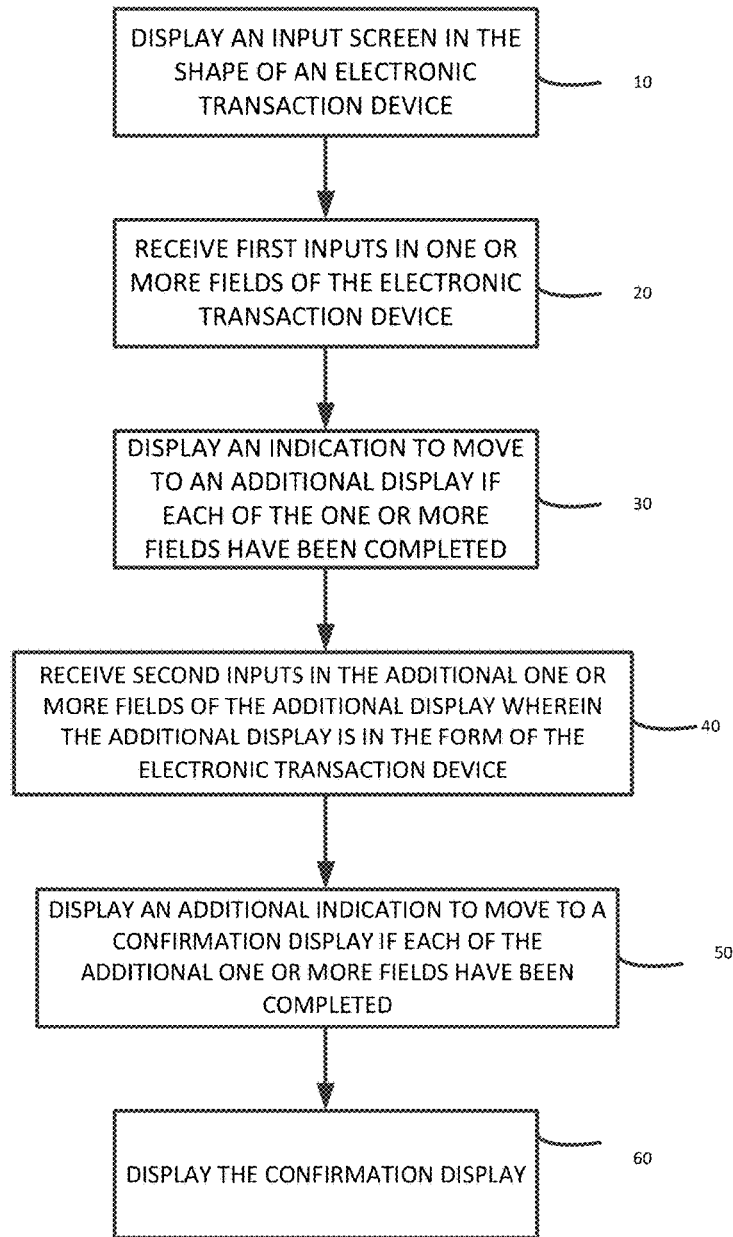 DISPLAY AN INPUT SCREEN IN THE
SHAPE OF AN ELECTRONIC
TRANSACTION DEVICE
10
RECEIVE FIRST INPUTS IN ONE OR
MORE FIELDS OF THE ELECTRONIC
TRANSACTION DEVICE
20
DISPLAY AN INDICATION TO MOVE
TO AN ADDITIONAL DISPLAY IF
EACH OF THE ONE OR MORE
FIELDS HAVE BEEN COMPLETED
30
RECEIVE SECOND INPUTS IN THE ADDITIONAL ONE OR
MORE FIELDS OF THE ADDITIONAL DISPLAY WHEREIN
THE ADDITIONAL DISPLAY IS IN THE FORM OF THE
ELECTRONIC TRANSACTION DEVICE
40
DISPLAY AN ADDITIONAL INDICATION TO MOVE TO A
CONFIRMATION DISPLAY IF EACH OF THE
ADDITIONAL ONE OR MORE FIELDS HAVE BEEN
COMPLETED
50
DISPLAY THE CONFIRMATION DISPLAY
60